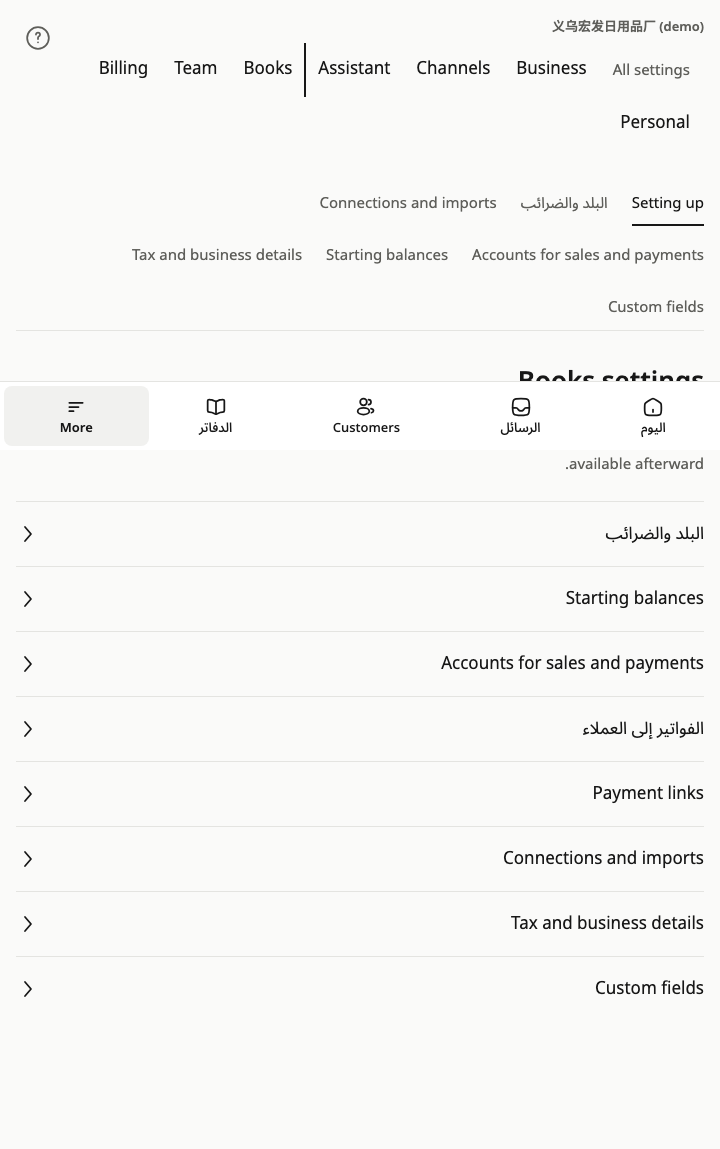 义乌宏发日用品厂 (demo)
All settings Business Channels Assistant Books Team Billing
Personal
Setting up البلد والضرائب Connections and imports
Accounts for sales and payments Starting balances Tax and business details
Custom fields
Books settings
اليوم الرسائل Customers الدفاتر More
available afterward.
البلد والضرائب
Starting balances
Accounts for sales and payments
الفواتير إلى العملاء
Payment links
Connections and imports
Tax and business details
Custom fields